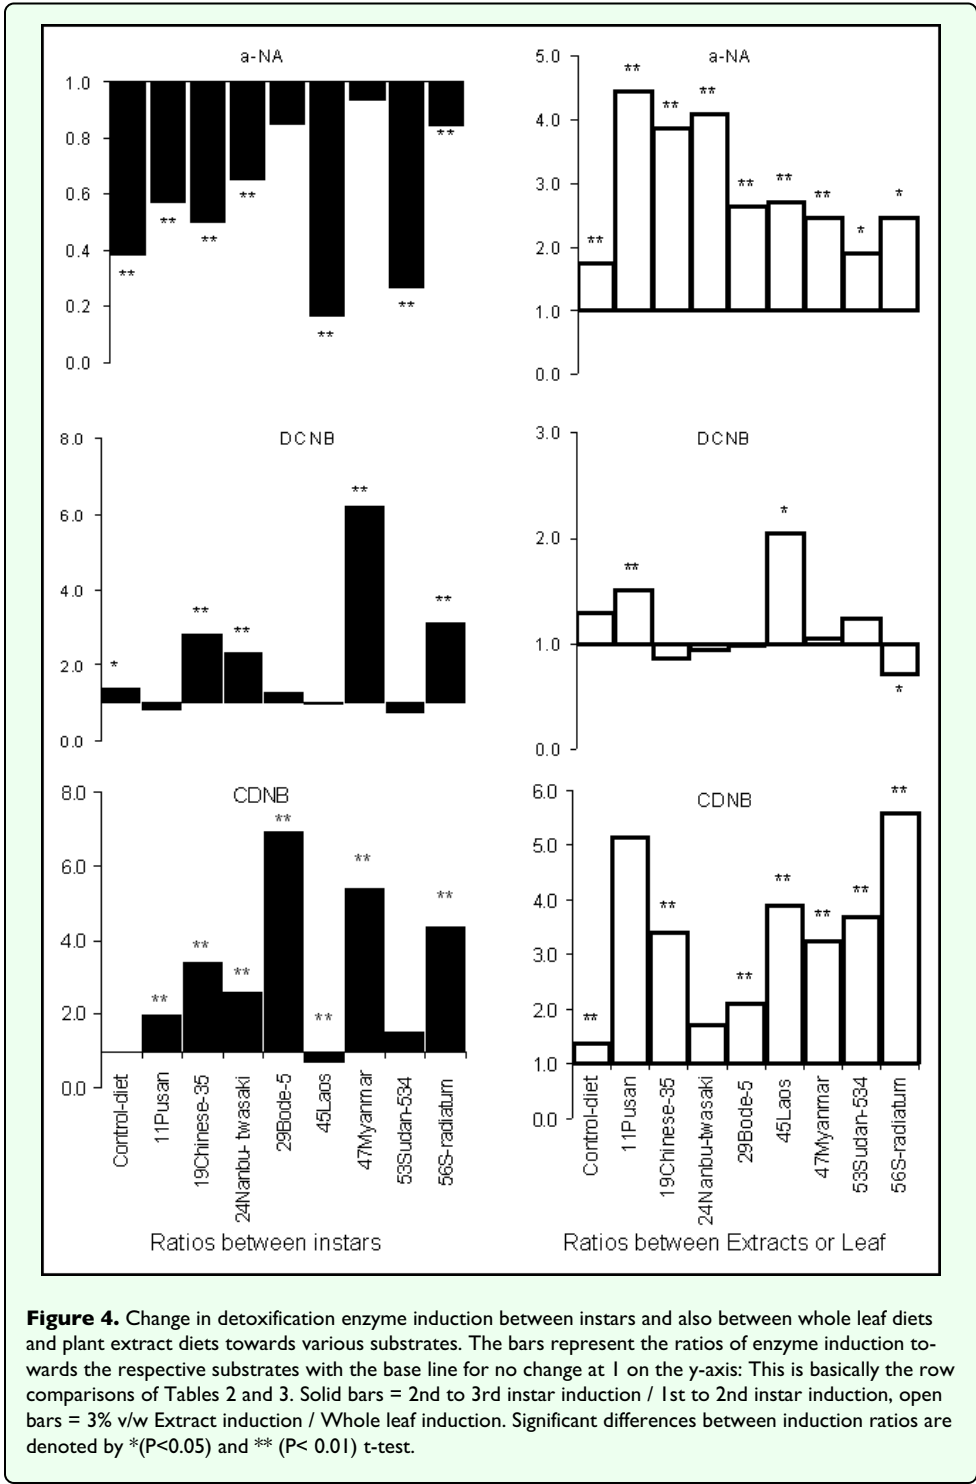 a-NA
1.0
0.8
0.6
0.4
0.2
0.0
**
**
**
**
**
**
**
a-NA
5.0
4.0
3.0
2.0
1.0
0.0
**
**
**
**
**
**
**
*
*
DCNB
8.0
6.0
4.0
2.0
0.0
*
**
**
**
**
DCNB
3.0
2.0
1.0
0.0
**
*
*
CDNB
8.0
6.0
4.0
2.0
0.0
**
**
**
**
**
**
**
Control-diet
11Pusan
19Chinese-35
24Nanbu- twasaki
29Bode-5
45Laos
47Myanmar
53Sudan-534
56S-radiatum
Ratios between instars
CDNB
6.0
5.0
4.0
3.0
2.0
1.0
0.0
**
**
**
**
**
**
**
Control-diet
11Pusan
19Chinese-35
24Nanbu-twasaki
29Bode-5
45Laos
47Myanmar
53Sudan-534
56S-radiatum
Ratios between Extracts or Leaf
Figure 4. Change in detoxification enzyme induction between instars and also between whole leaf diets
and plant extract diets towards various substrates. The bars represent the ratios of enzyme induction to-
wards the respective substrates with the base line for no change at 1 on the y-axis: This is basically the row
comparisons of Tables 2 and 3. Solid bars = 2nd to 3rd instar induction / 1st to 2nd instar induction, open
bars = 3% v/w Extract induction / Whole leaf induction. Significant differences between induction ratios are
denoted by *(P<0.05) and ** (P< 0.01) t-test.